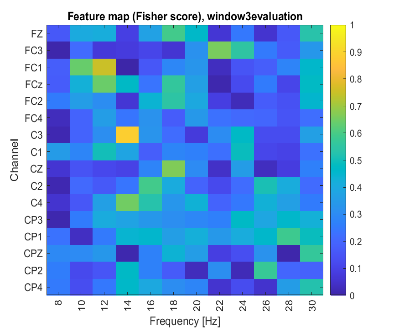 Feature map (Fisher score), window3evaluation
FZ
FC3
FC1
FCz
FC2
FC4
C3
C1
CZ
C2
C4
CP3
CP1
CPZ
CP2
CP4
Channel
8 10 12 14 16 18 20 22 24 26 28 30
Frequency [Hz]
1
0.9
0.8
0.7
0.6
0.5
0.4
0.3
0.2
0.1
0